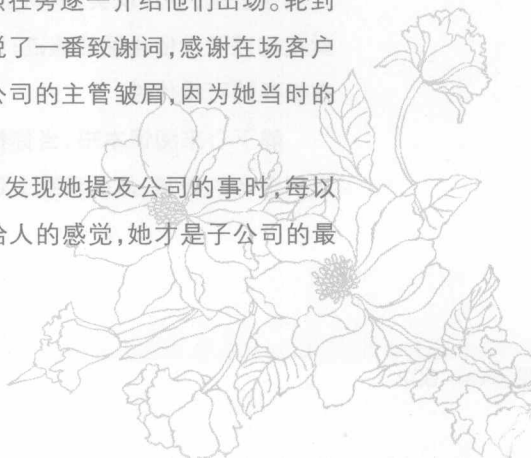 在旁逐一介绍他们出场。轮到
说了一番致谢词,感谢在场客户
公司的主管皱眉,因为她当时的
发现她提及公司的事时,每以
给人的感觉,她才是子公司的最